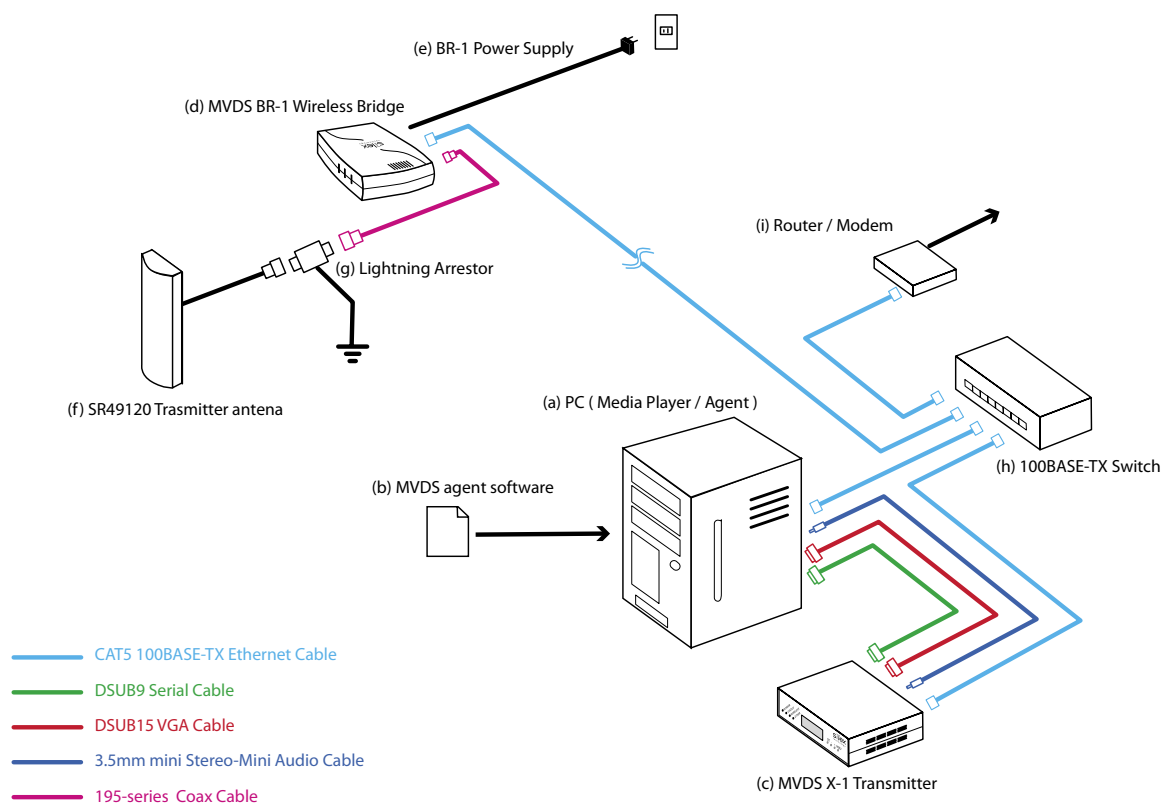 (e) BR-1 Power Supply
(d) MVDS BR-1 Wireless Bridge
(i) Router / Modem
(g) Lightning Arrestor
(f) SR49120 Trasmitter antena
(a) PC ( Media Player / Agent )
(h) 100BASE-TX Switch
(b) MVDS agent software
CAT5 100BASE-TX Ethernet Cable
DSUB9 Serial Cable
DSUB15 VGA Cable
3.5mm mini Stereo-Mini Audio Cable
195-series Coax Cable
(c) MVDS X-1 Transmitter